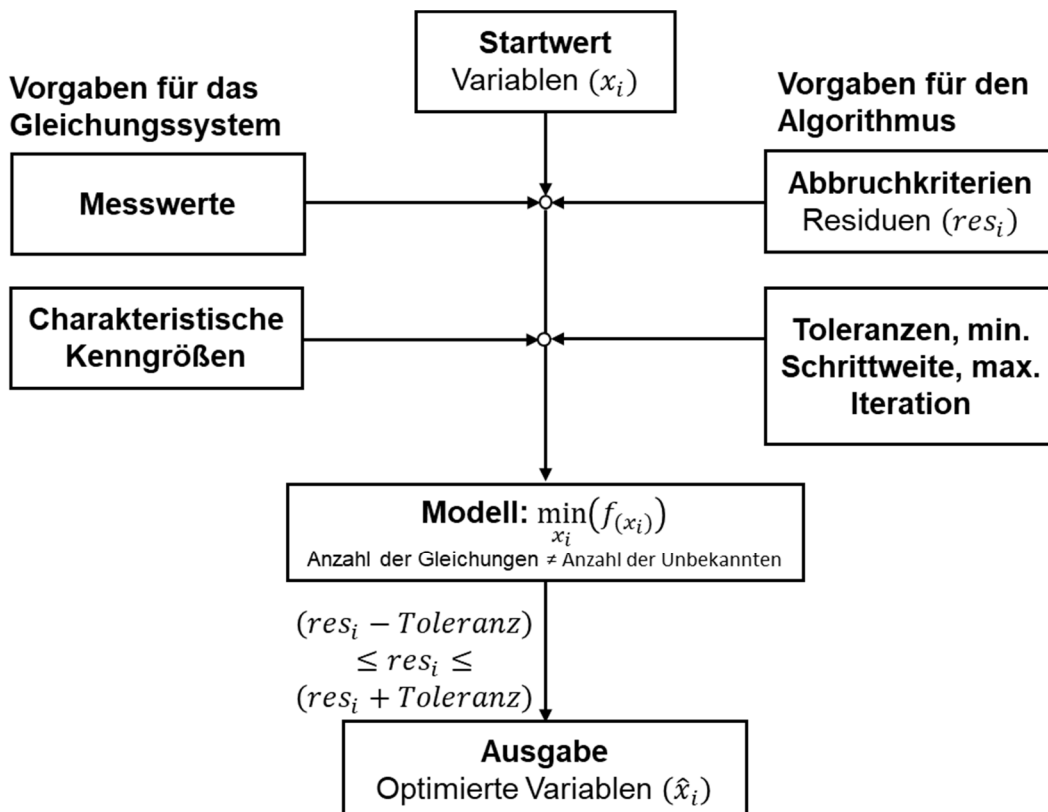 Startwert
Variablen (x_i)
Vorgaben für das
Gleichungssystem
Vorgaben für den
Algorithmus
Messwerte
Abbruchkriterien
Residuen (res_i)
Charakteristische
Kenngrößen
Toleranzen, min.
Schrittweite, max.
Iteration
Modell: min_{x_i}(f_{(x_i)})
Anzahl der Gleichungen ≠ Anzahl der Unbekannten
(res_i − Toleranz)
≤ res_i ≤
(res_i + Toleranz)
Ausgabe
Optimierte Variablen (x̂_i)